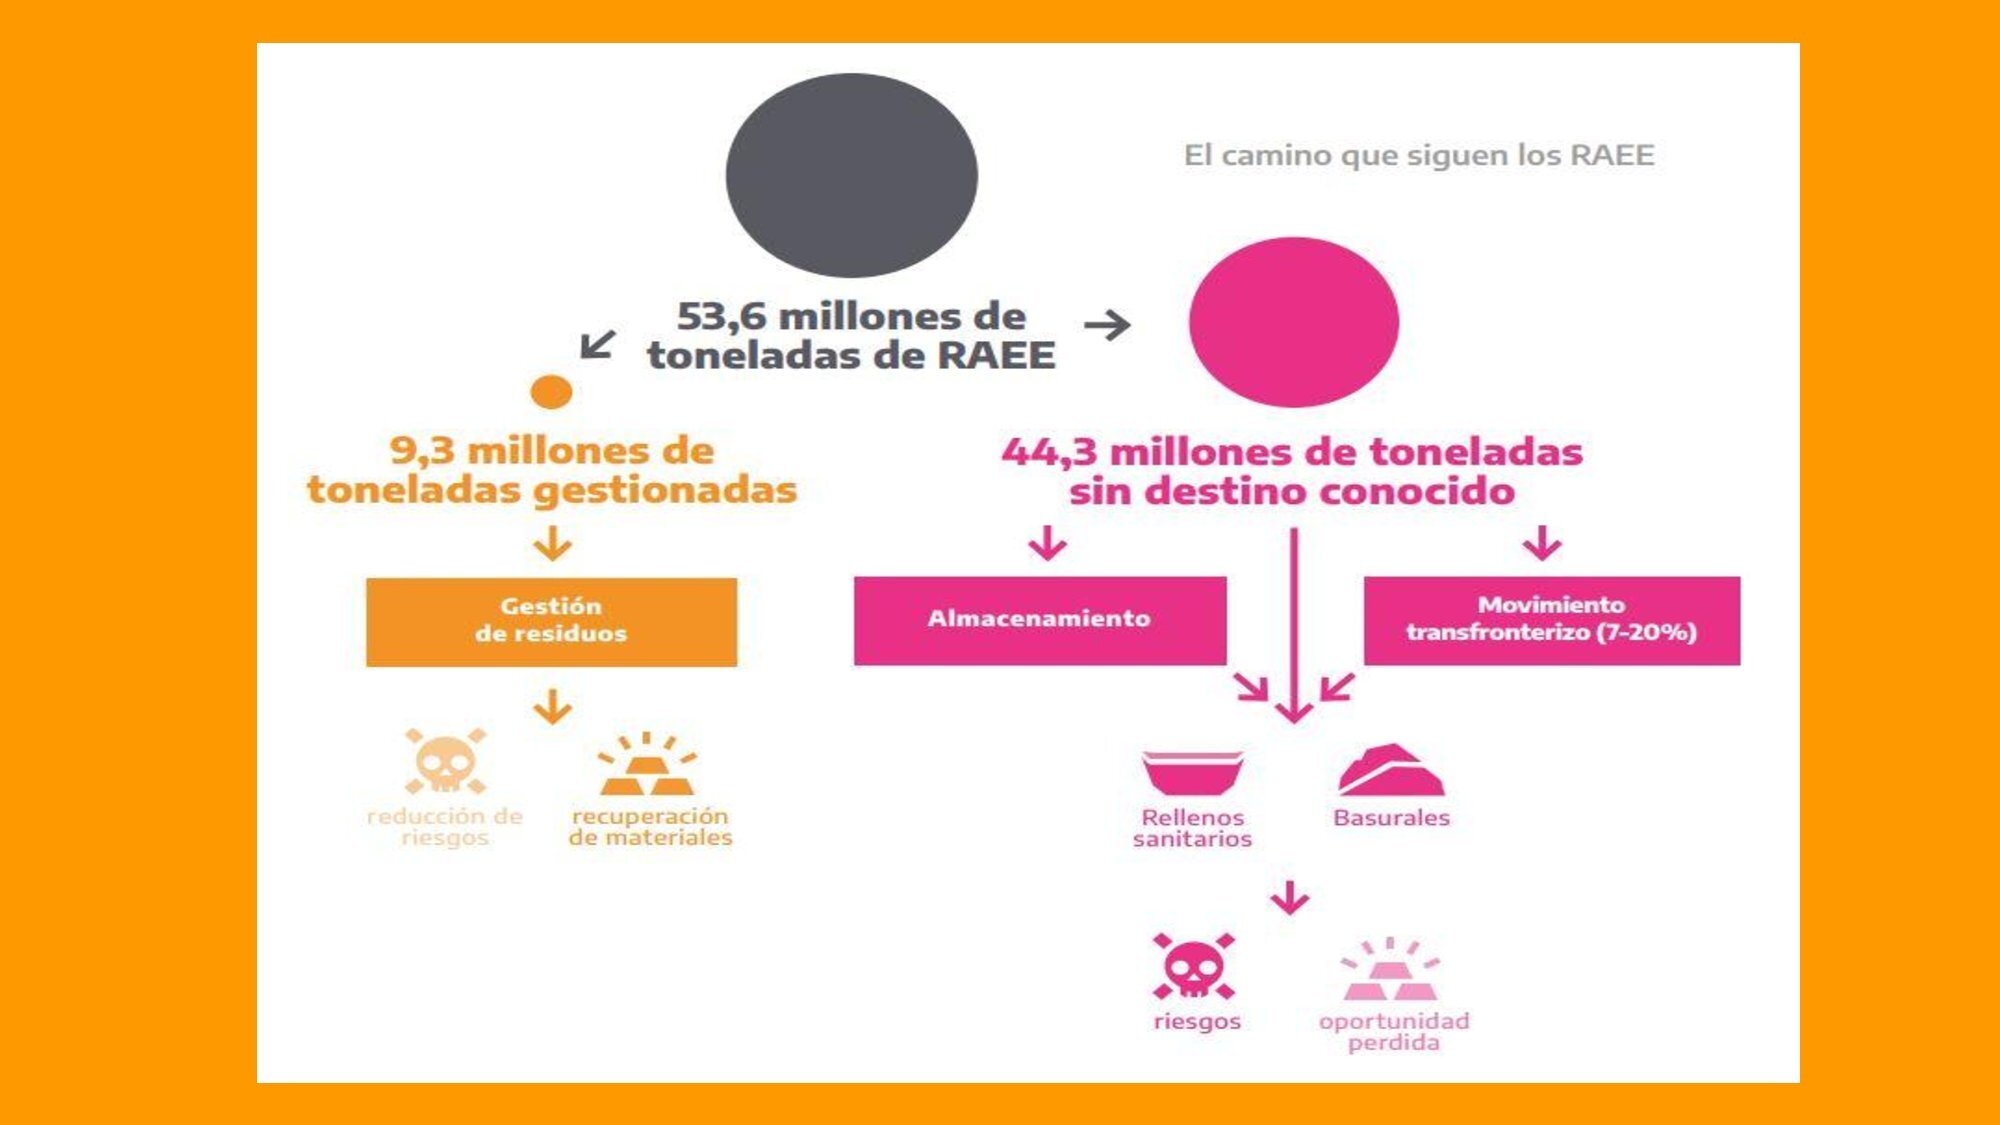 El camino que siguen los RAEE
53,6 millones de
toneladas de RAEE
9,3 millones de
toneladas gestionadas
44,3 millones de toneladas
sin destino conocido
Gestión
de residuos
Almacenamiento
Movimiento
transfronterizo (7-20%)
reducción de
riesgos
recuperación
de materiales
Rellenos
sanitarios
Basurales
riesgos
oportunidad
perdida